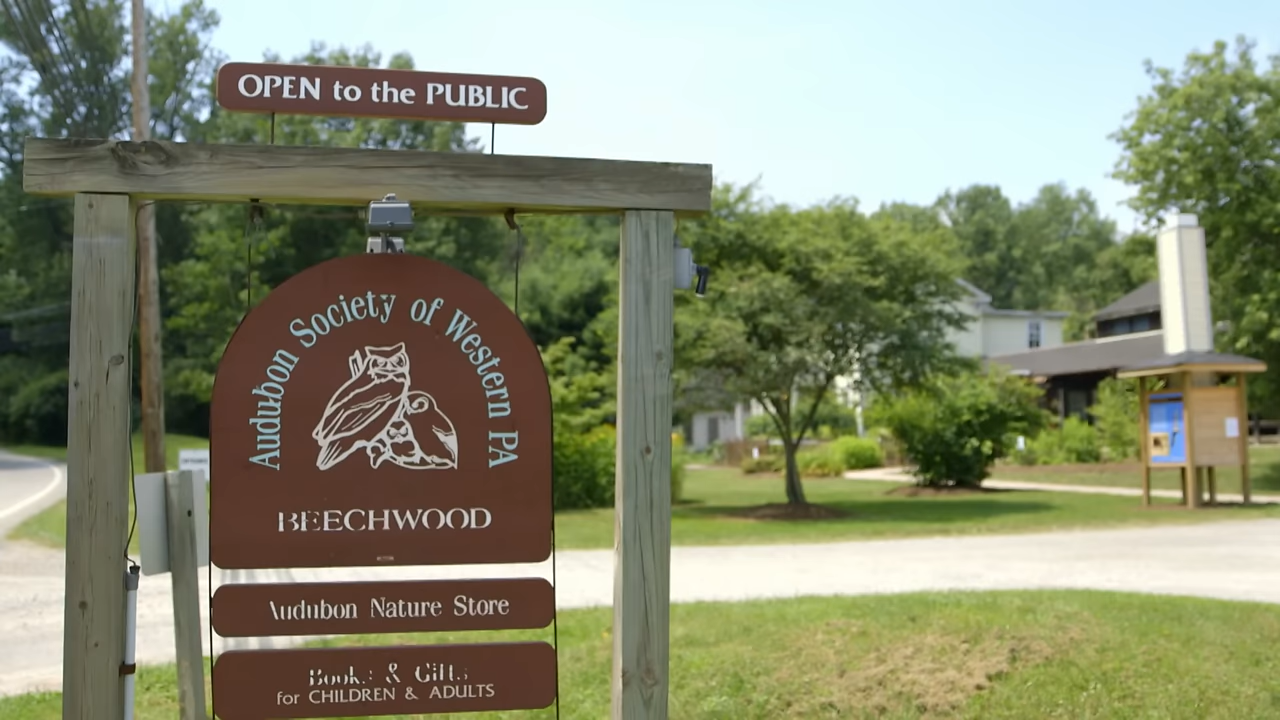 OPEN to the PUBLIC
Audubon Society of Western PA
BEECHWOOD
Audubon Nature Store
Books & Gifts
for CHILDREN & ADULTS